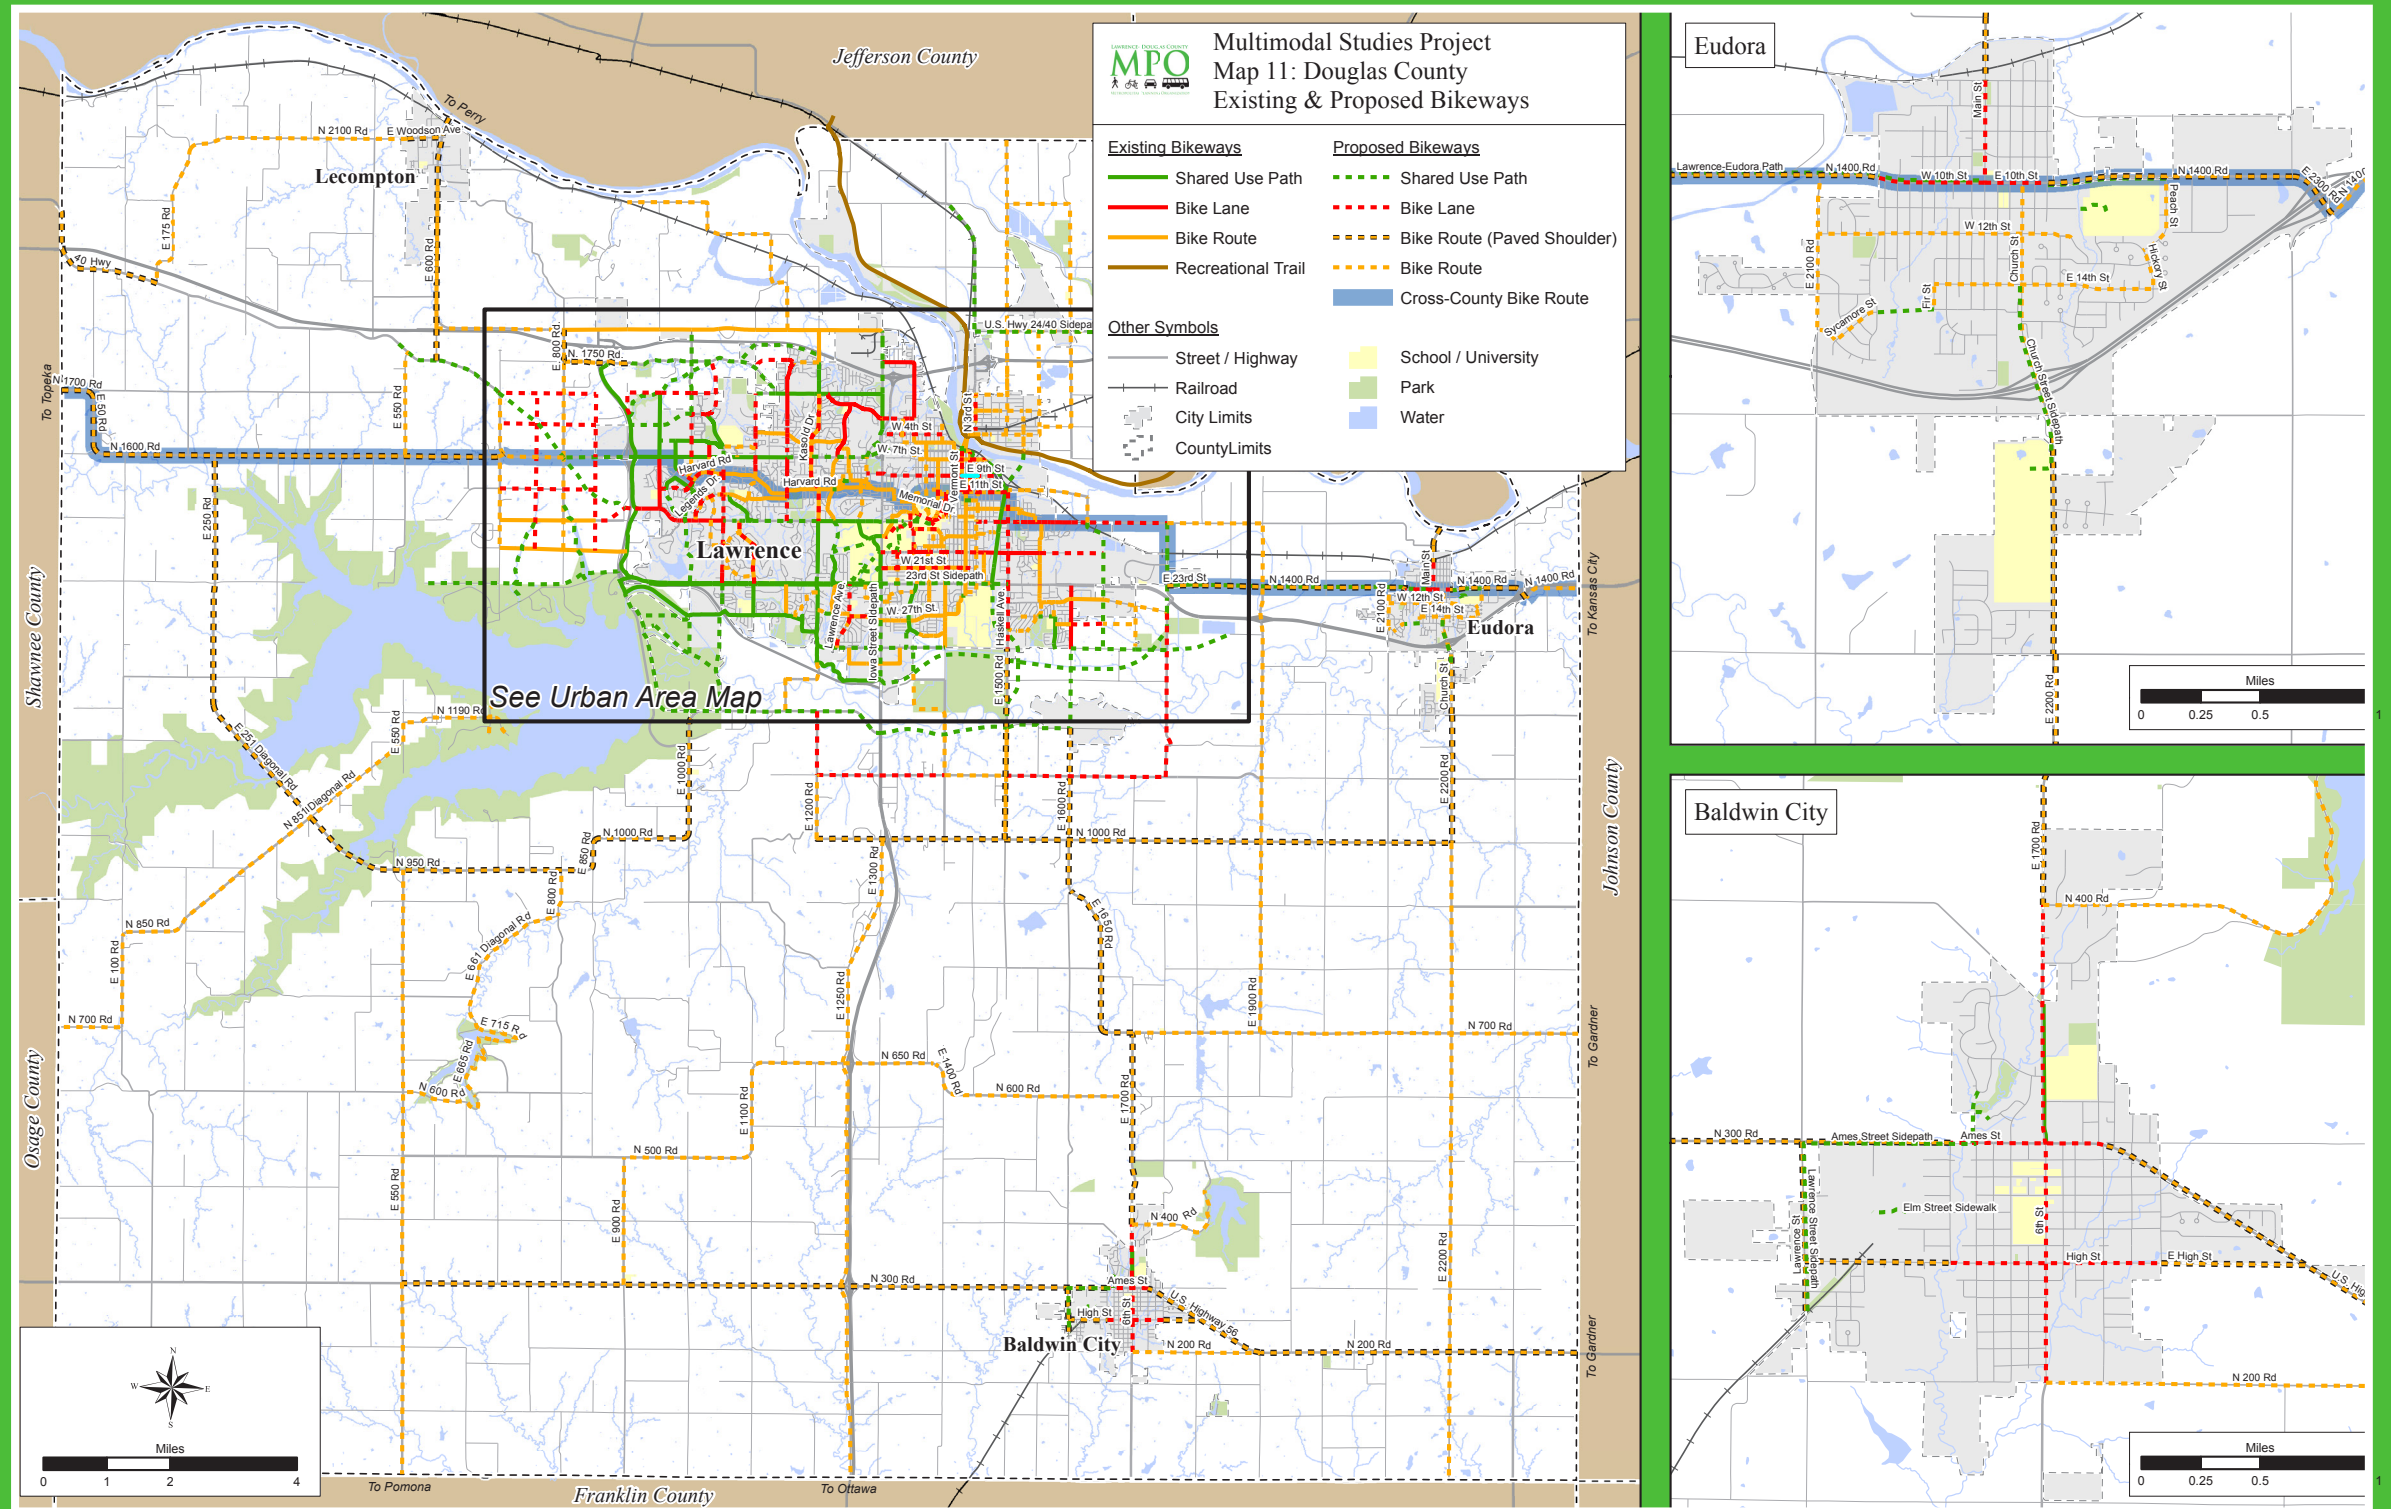 Jefferson County
LAWRENCE - DOUGLAS COUNTY
MPO
Multimodal Studies Project
Map 11: Douglas County
Existing & Proposed Bikeways
Existing Bikeways
Shared Use Path
Bike Lane
Bike Route
Recreational Trail
Proposed Bikeways
Shared Use Path
Bike Lane
Bike Route (Paved Shoulder)
Bike Route
Cross-County Bike Route
Other Symbols
Street / Highway
Railroad
City Limits
CountyLimits
School / University
Park
Water
To Perry
N 2100 Rd
E Woodson Ave
Lecompton
E 175 Rd
E 600 Rd
40 Hwy
To Topeka
N 1700 Rd
E 50 Rd
E 550 Rd
N 1600 Rd
E 250 Rd
E 800 Rd
N. 1750 Rd.
U.S. Hwy 24/40 Sidepa
N 3rd St
W 4th St
W. 7th St.
Kasold Dr
Harvard Rd
Harvard Rd
Legends Dr.
Vermont St
E 9th St
E 11th St
Memorial Dr.
Lawrence
W 21st St
23rd St Sidepath
Lawrence Ave.
Iowa Street Sidepath
W. 27th St.
Haskell Ave.
E 1500 Rd
E 23rd St
N 1400 Rd
Main St
N 1400 Rd
N 1400 Rd
W 12th St
E 14th St
E 2100 Rd
Eudora
Church St
To Kansas City
Shawnee County
See Urban Area Map
N 1190 Rd
E 550 Rd
E 251 Diagonal Rd
N 851 Diagonal Rd
E 1000 Rd
E 1200 Rd
E 1600 Rd
E 2200 Rd
Johnson County
N 1000 Rd
E 850 Rd
N 1000 Rd
N 950 Rd
E 800 Rd
E 1300 Rd
E 1650 Rd
N 850 Rd
E 661 Diagonal Rd
E 100 Rd
E 1250 Rd
E 1900 Rd
N 700 Rd
E 715 Rd
N 700 Rd
To Gardner
E 665 Rd
N 600 Rd
N 650 Rd
E 1400 Rd
N 600 Rd
E 1100 Rd
E 1700 Rd
Osage County
N 500 Rd
E 550 Rd
E 900 Rd
N 400 Rd
E 2200 Rd
N 300 Rd
Ames St
High St
6th St
U.S. Highway 56
Baldwin City
N 200 Rd
N 200 Rd
To Gardner
N
W
E
S
Miles
0
1
2
4
To Pomona
Franklin County
To Ottawa
Eudora
Main St
Lawrence-Eudora Path
N 1400 Rd
W 10th St
E 10th St
N 1400 Rd
E 2300 Rd
N 140
Peach St
W 12th St
E 2100 Rd
Church St
Hickory St
E 14th St
Fir St
Sycamore St
Church Street Sidepath
E 2200 Rd
Miles
0
0.25
0.5
1
Baldwin City
E 1700 Rd
N 400 Rd
N 300 Rd
Ames Street Sidepath
Ames St
Lawrence Street Sidepath
Lawrence St
Elm Street Sidewalk
6th St
High St
E High St
U.S. Hig
N 200 Rd
Miles
0
0.25
0.5
1